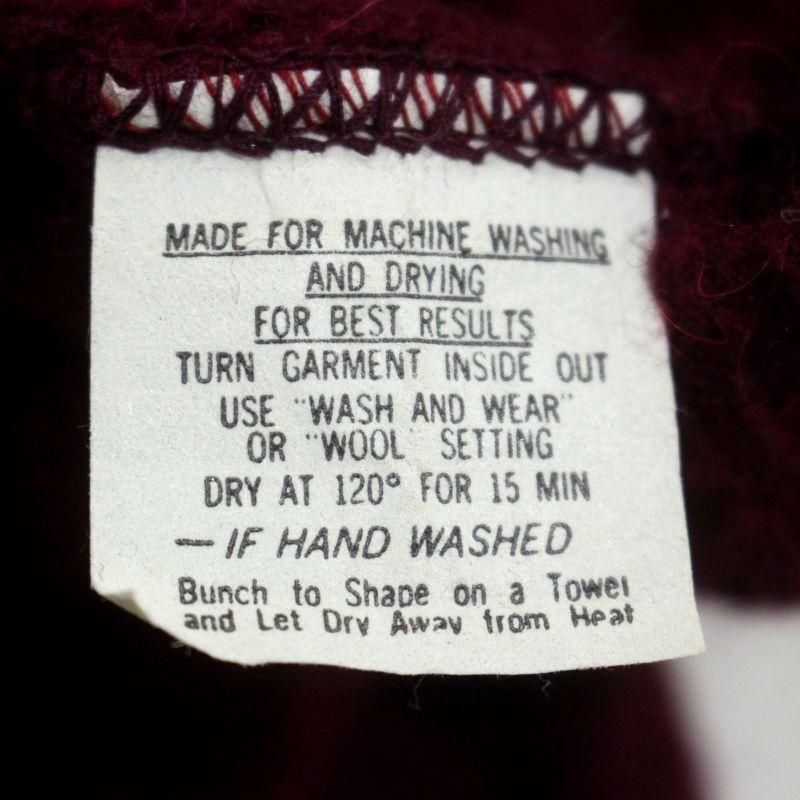 MADE FOR MACHINE WASHING
AND DRYING
FOR BEST RESULTS
TURN GARMENT INSIDE OUT
USE "WASH AND WEAR"
OR "WOOL" SETTING
DRY AT 120° FOR 15 MIN
— IF HAND WASHED
Bunch to Shape on a Towel
and Let Dry Away from Heat